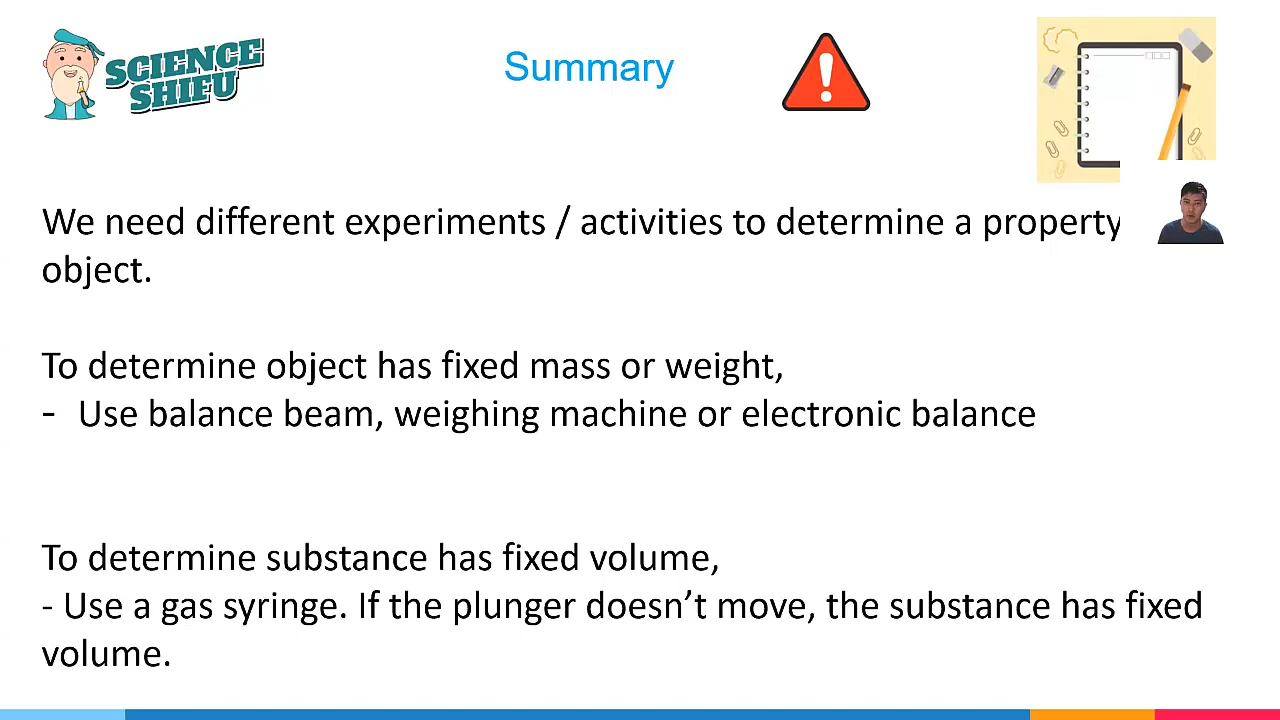 SCIENCE
SHIFU
Summary
We need different experiments / activities to determine a property
object.
To determine object has fixed mass or weight,
- Use balance beam, weighing machine or electronic balance
To determine substance has fixed volume,
- Use a gas syringe. If the plunger doesn’t move, the substance has fixed
volume.